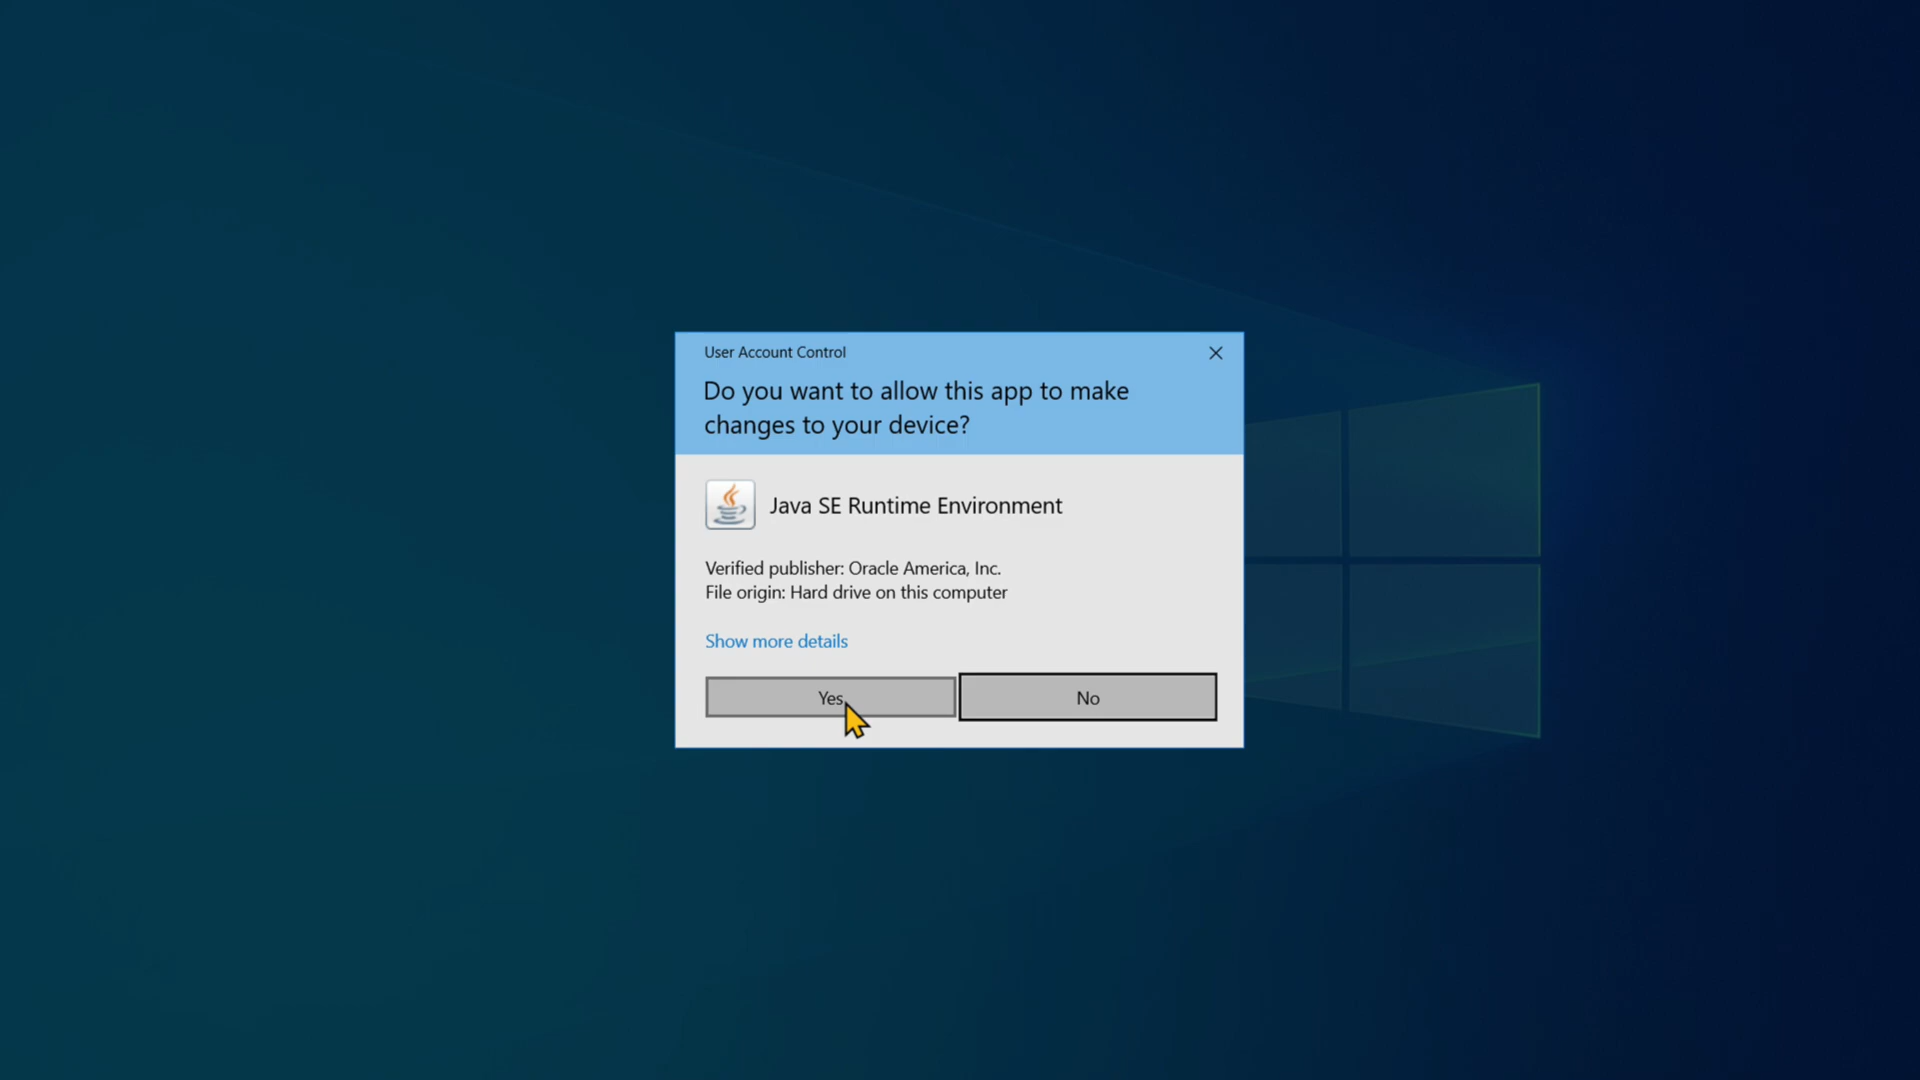 User Account Control
Do you want to allow this app to make
changes to your device?
Java SE Runtime Environment
Verified publisher: Oracle America, Inc.
File origin: Hard drive on this computer
Show more details
Yes
No